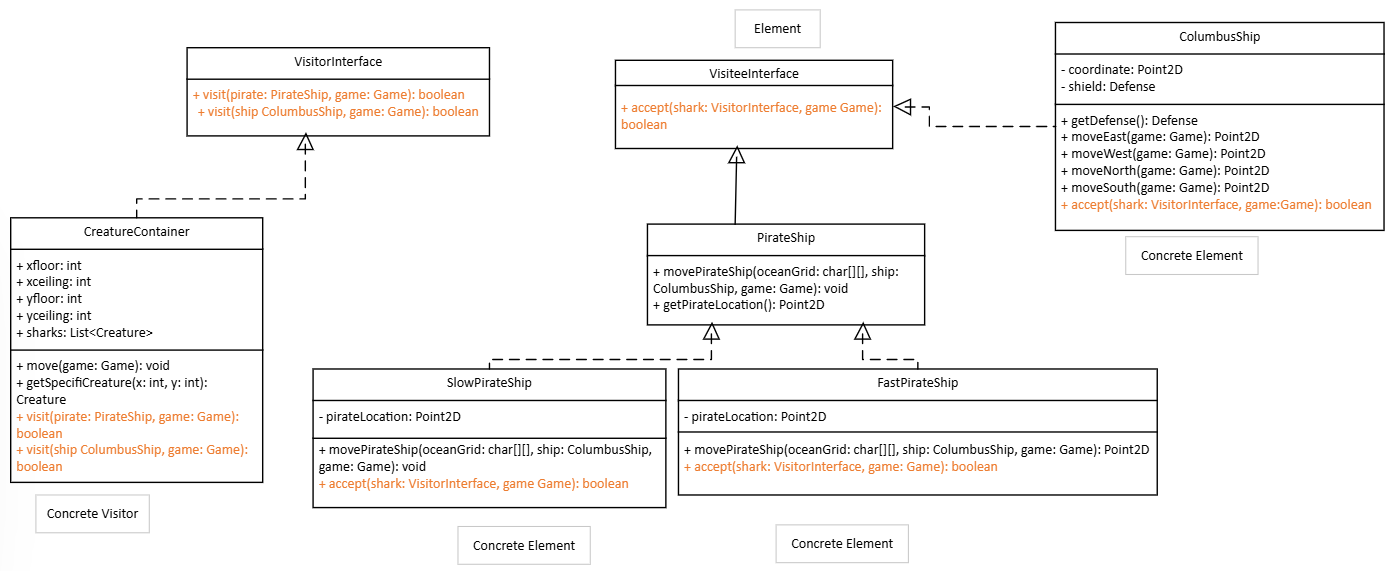 Element
VisitorInterface
+ visit(pirate: PirateShip, game: Game): boolean
+ visit(ship ColumbusShip, game: Game): boolean
VisiteeInterface
+ accept(shark: VisitorInterface, game Game):
boolean
ColumbusShip
- coordinate: Point2D
- shield: Defense
+ getDefense(): Defense
+ moveEast(game: Game): Point2D
+ moveWest(game: Game): Point2D
+ moveNorth(game: Game): Point2D
+ moveSouth(game: Game): Point2D
+ accept(shark: VisitorInterface, game:Game): boolean
Concrete Element
CreatureContainer
+ xfloor: int
+ xceiling: int
+ yfloor: int
+ yceiling: int
+ sharks: List<Creature>
+ move(game: Game): void
+ getSpecifiCreature(x: int, y: int):
Creature
+ visit(pirate: PirateShip, game: Game):
boolean
+ visit(ship ColumbusShip, game: Game):
boolean
Concrete Visitor
PirateShip
+ movePirateShip(oceanGrid: char[][], ship:
ColumbusShip, game: Game): void
+ getPirateLocation(): Point2D
SlowPirateShip
- pirateLocation: Point2D
+ movePirateShip(oceanGrid: char[][], ship: ColumbusShip,
game: Game): void
+ accept(shark: VisitorInterface, game Game): boolean
Concrete Element
FastPirateShip
- pirateLocation: Point2D
+ movePirateShip(oceanGrid: char[][], ship: ColumbusShip, game: Game): Point2D
+ accept(shark: VisitorInterface, game: Game): boolean
Concrete Element